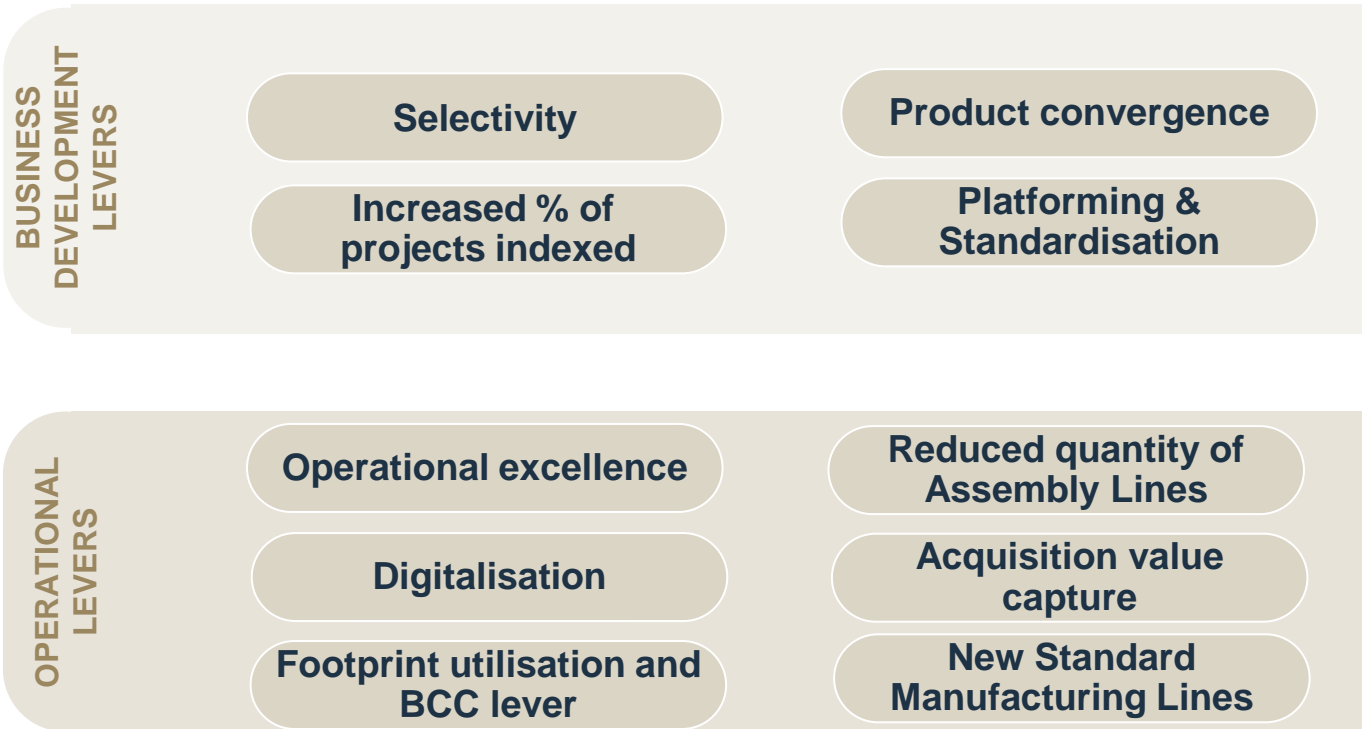 BUSINESS
DEVELOPMENT
LEVERS
Selectivity
Product convergence
Increased % of
projects indexed
Platforming &
Standardisation
OPERATIONAL
LEVERS
Operational excellence
Reduced quantity of
Assembly Lines
Digitalisation
Acquisition value
capture
Footprint utilisation and
BCC lever
New Standard
Manufacturing Lines